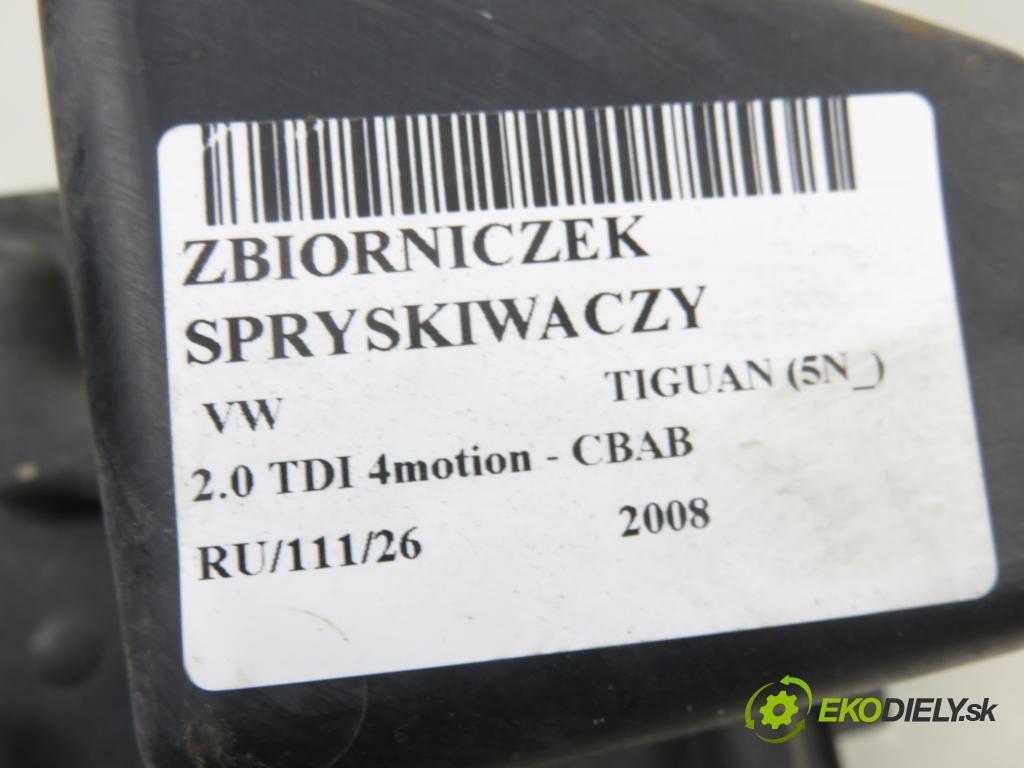 ZBIORNICZEK
SPRYSKIWACZY
VW TIGUAN (5N_)
2.0 TDI 4motion - CBAB
RU/111/26 2008
EKODIELY.sk